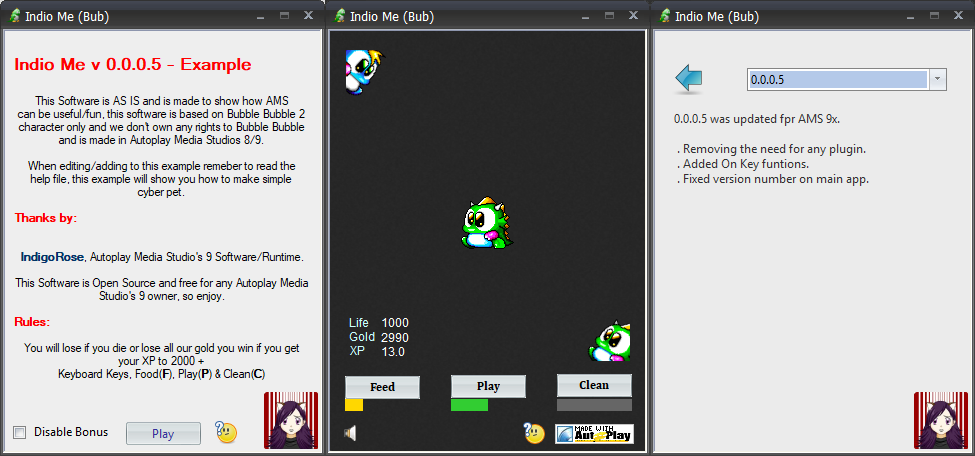 Indio Me (Bub)
Indio Me v 0.0.0.5 - Example
This Software is AS IS and is made to show how AMS
can be useful/fun, this software is based on Bubble Bubble 2
character only and we don't own any rights to Bubble Bubble
and is made in Autoplay Media Studios 8/9.
When editing/adding to this example remeber to read the
help file, this example will show you how to make simple
cyber pet.
Thanks by:
IndigoRose, Autoplay Media Studio's 9 Software/Runtime.
This Software is Open Source and free for any Autoplay Media
Studio's 9 owner, so enjoy.
Rules:
You will lose if you die or lose all our gold you win if you get
your XP to 2000 +
Keyboard Keys, Food(F), Play(P) & Clean(C)
Disable Bonus
Play
Indio Me (Bub)
Life 1000
Gold 2990
XP 13.0
Feed
Play
Clean
MADE WITH
AutoPlay
Indio Me (Bub)
0.0.0.5
0.0.0.5 was updated fpr AMS 9x.
. Removing the need for any plugin.
. Added On Key funtions.
. Fixed version number on main app.